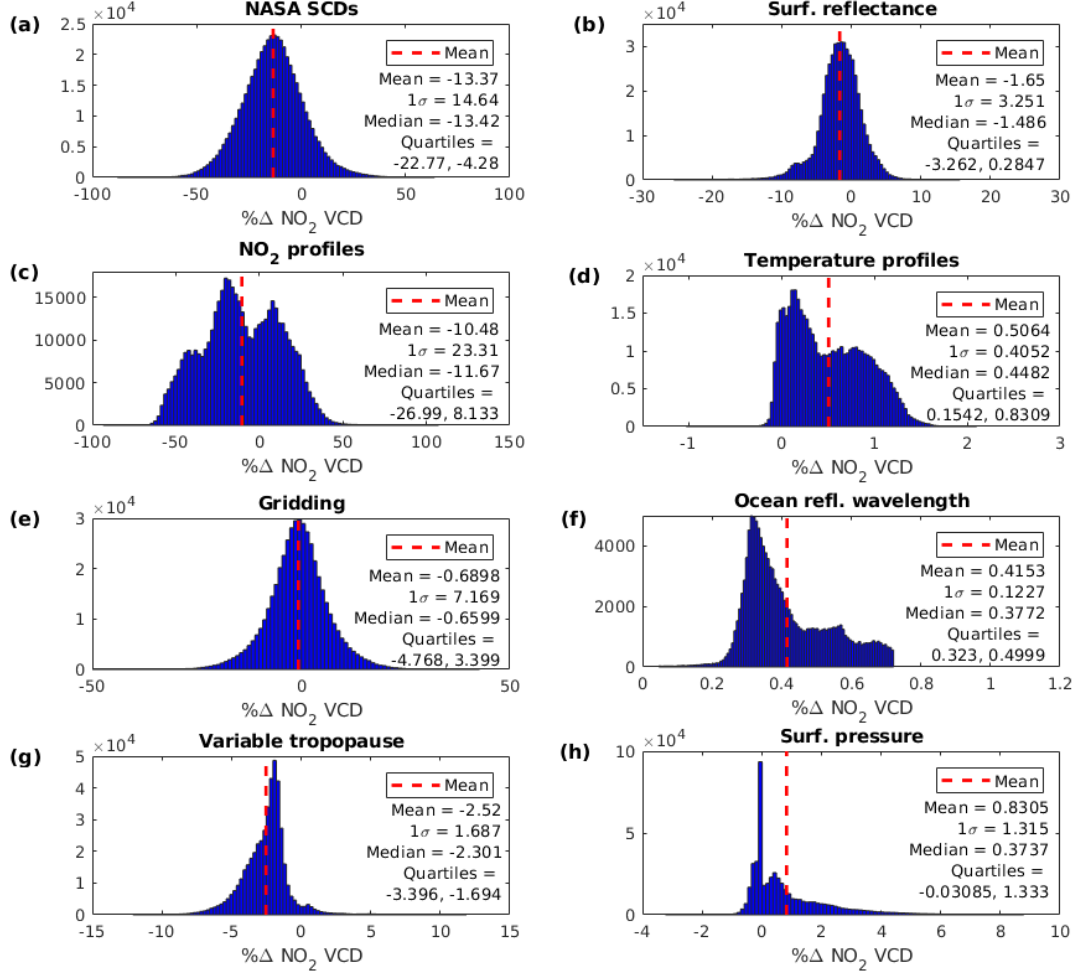 (a)
NASA SCDs
×10⁴
2.5
2
1.5
1
0.5
0
-100
-50
0
50
100
%Δ NO₂ VCD
Mean
Mean = -13.37
1σ = 14.64
Median = -13.42
Quartiles =
-22.77, -4.28
(b)
Surf. reflectance
×10⁴
3
2
1
0
-30
-20
-10
0
10
20
30
%Δ NO₂ VCD
Mean
Mean = -1.65
1σ = 3.251
Median = -1.486
Quartiles =
-3.262, 0.2847
(c)
NO₂ profiles
15000
10000
5000
0
-100
-50
0
50
100
150
%Δ NO₂ VCD
Mean
Mean = -10.48
1σ = 23.31
Median = -11.67
Quartiles =
-26.99, 8.133
(d)
Temperature profiles
×10⁴
2
1.5
1
0.5
0
-1
0
1
2
3
%Δ NO₂ VCD
Mean
Mean = 0.5064
1σ = 0.4052
Median = 0.4482
Quartiles =
0.1542, 0.8309
(e)
Gridding
×10⁴
3
2
1
0
-50
0
50
%Δ NO₂ VCD
Mean
Mean = -0.6898
1σ = 7.169
Median = -0.6599
Quartiles =
-4.768, 3.399
(f)
Ocean refl. wavelength
4000
2000
0
0
0.2
0.4
0.6
0.8
1
1.2
%Δ NO₂ VCD
Mean
Mean = 0.4153
1σ = 0.1227
Median = 0.3772
Quartiles =
0.323, 0.4999
(g)
Variable tropopause
×10⁴
5
4
3
2
1
0
-15
-10
-5
0
5
10
15
%Δ NO₂ VCD
Mean
Mean = -2.52
1σ = 1.687
Median = -2.301
Quartiles =
-3.396, -1.694
(h)
Surf. pressure
×10⁴
10
5
0
-4
-2
0
2
4
6
8
10
%Δ NO₂ VCD
Mean
Mean = 0.8305
1σ = 1.315
Median = 0.3737
Quartiles =
-0.03085, 1.333